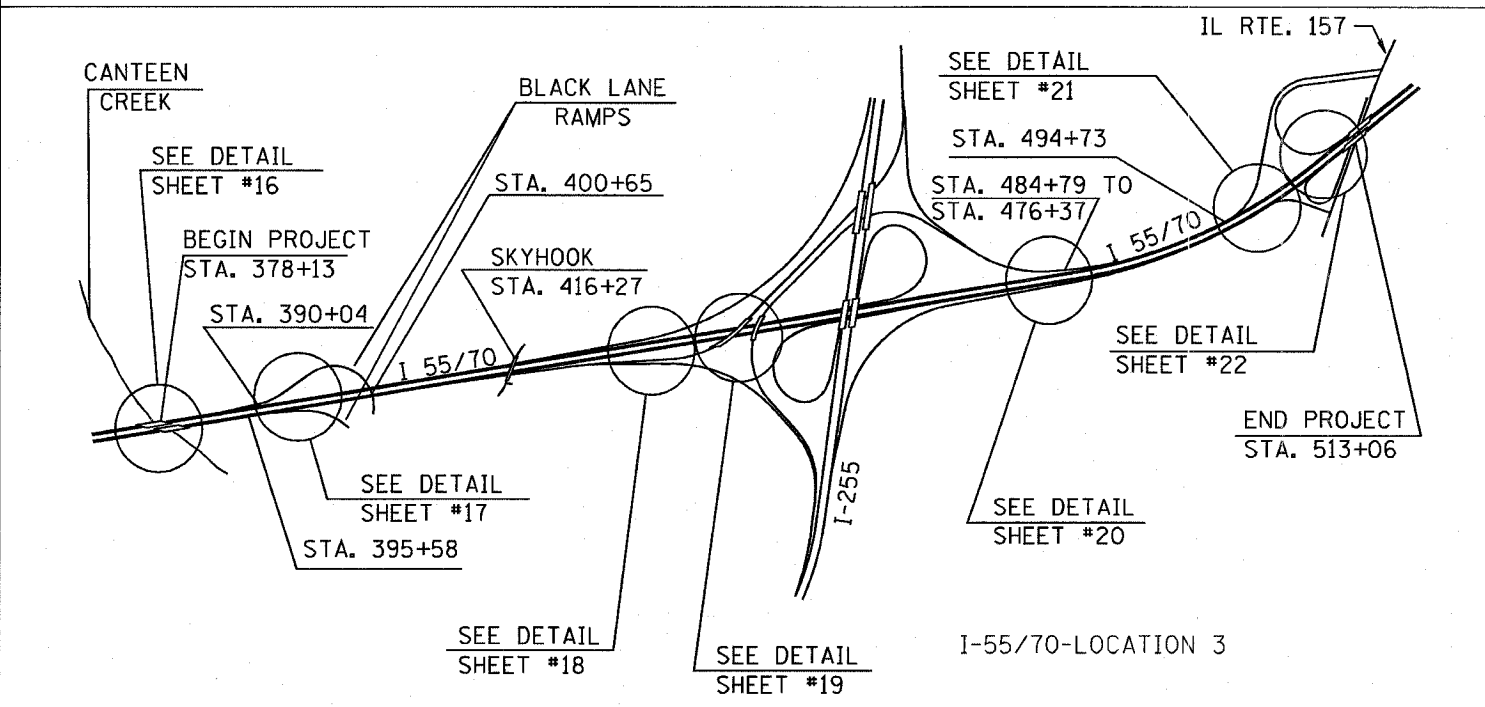 IL RTE. 157
CANTEEN
CREEK
SEE DETAIL
SHEET #16
BEGIN PROJECT
STA. 378+13
STA. 390+04
BLACK LANE
RAMPS
STA. 400+65
SKYHOOK
STA. 416+27
SEE DETAIL
SHEET #21
STA. 494+73
STA. 484+79 TO
STA. 476+37
I 55/70
I 55/70
I-255
SEE DETAIL
SHEET #17
STA. 395+58
SEE DETAIL
SHEET #18
SEE DETAIL
SHEET #19
SEE DETAIL
SHEET #20
SEE DETAIL
SHEET #22
END PROJECT
STA. 513+06
I-55/70-LOCATION 3